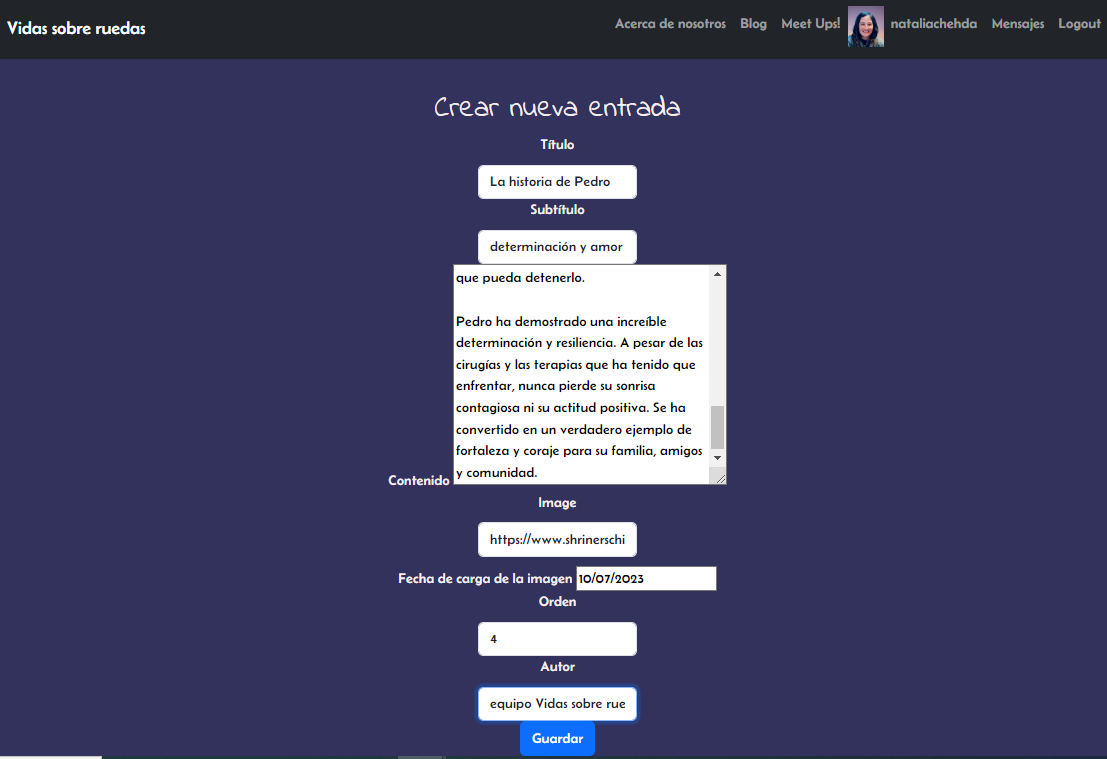 Vidas sobre ruedas
Acerca de nosotros Blog Meet Ups! nataliachehda Mensajes Logout
Crear nueva entrada
Título
La historia de Pedro
Subtítulo
determinación y amor
que pueda detenerlo.
Pedro ha demostrado una increíble
determinación y resiliencia. A pesar de las
cirugías y las terapias que ha tenido que
enfrentar, nunca pierde su sonrisa
contagiosa ni su actitud positiva. Se ha
convertido en un verdadero ejemplo de
fortaleza y coraje para su familia, amigos
y comunidad.
Contenido
Image
https://www.shrinerschi
Fecha de carga de la imagen 10/07/2023
Orden
4
Autor
equipo Vidas sobre rue
Guardar